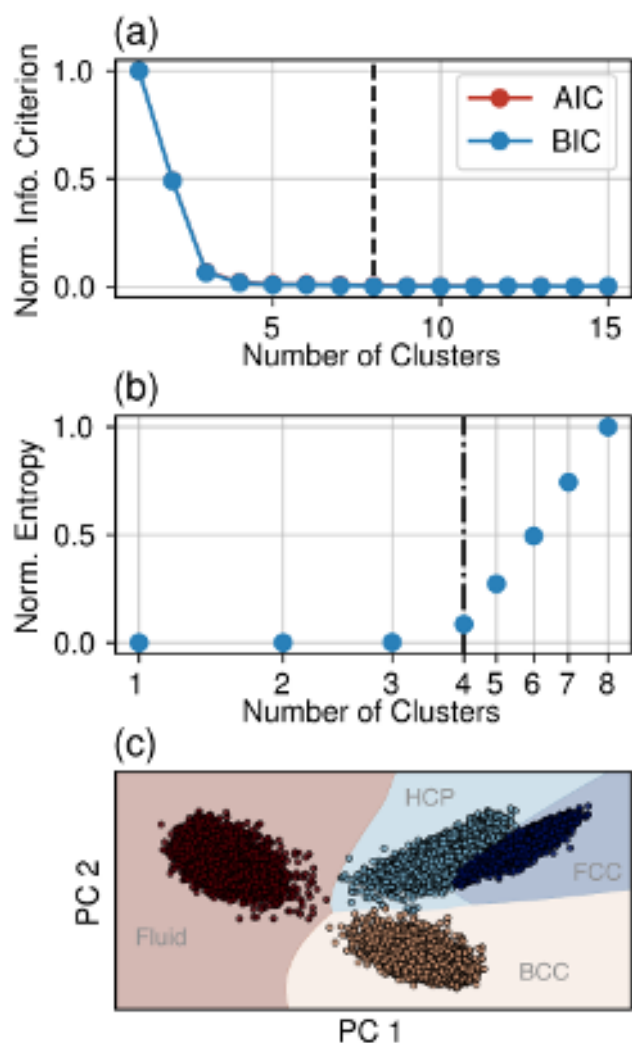 (a)
Norm. Info. Criterion
1.0
0.5
0.0
AIC
BIC
5 10 15
Number of Clusters
(b)
Norm. Entropy
1.0
0.5
0.0
1 2 3 4 5 6 7 8
Number of Clusters
(c)
PC 2
HCP
FCC
Fluid
BCC
PC 1